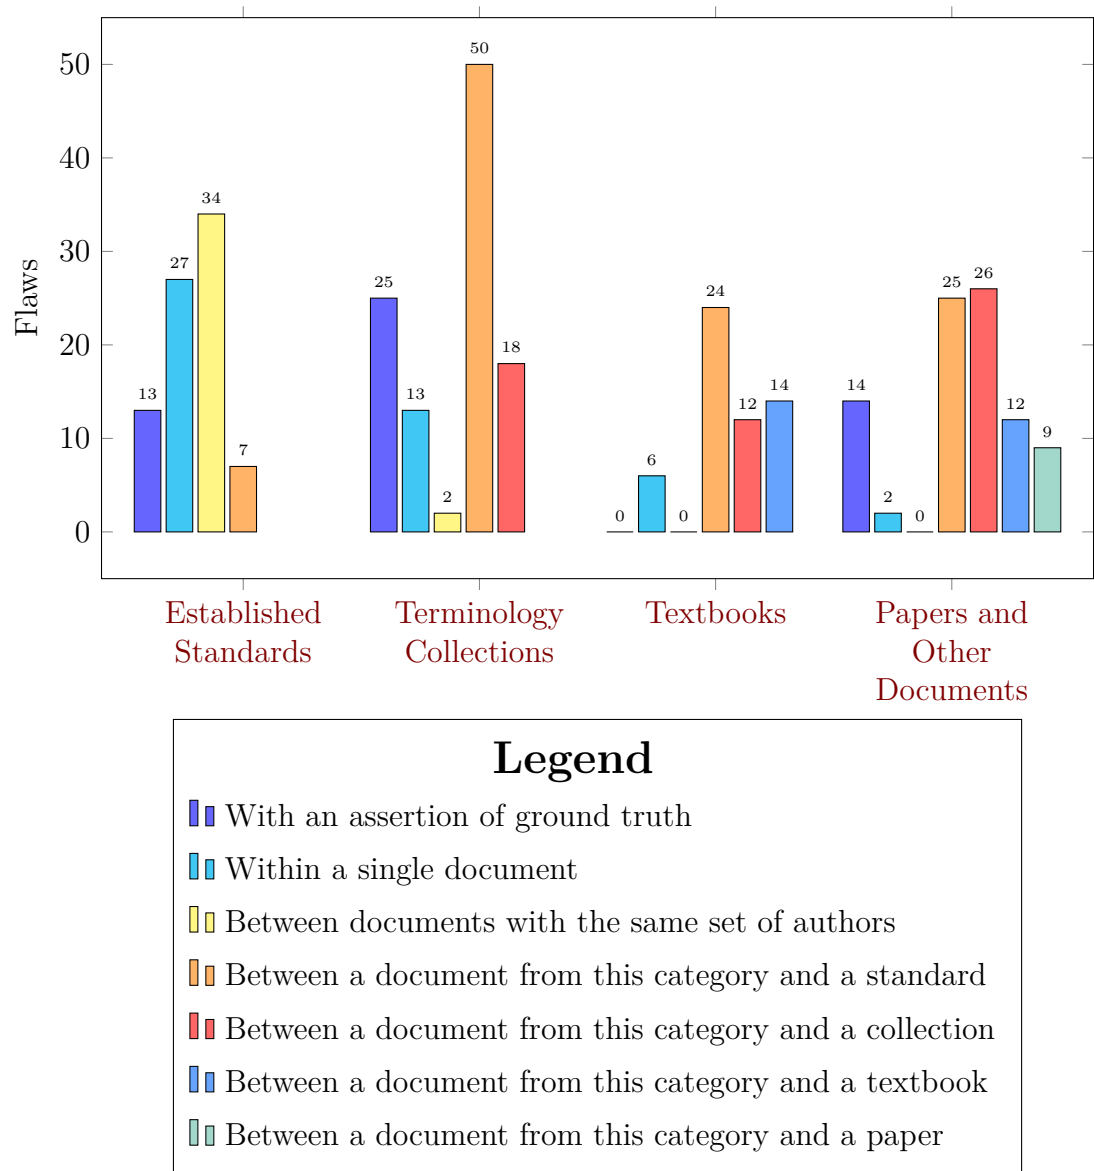 50
40
30
20
10
0
Flaws
13
27
34
7
25
13
2
50
18
0
6
0
24
12
14
14
2
0
25
26
12
9
Established
Standards
Terminology
Collections
Textbooks
Papers and
Other
Documents
Legend
With an assertion of ground truth
Within a single document
Between documents with the same set of authors
Between a document from this category and a standard
Between a document from this category and a collection
Between a document from this category and a textbook
Between a document from this category and a paper